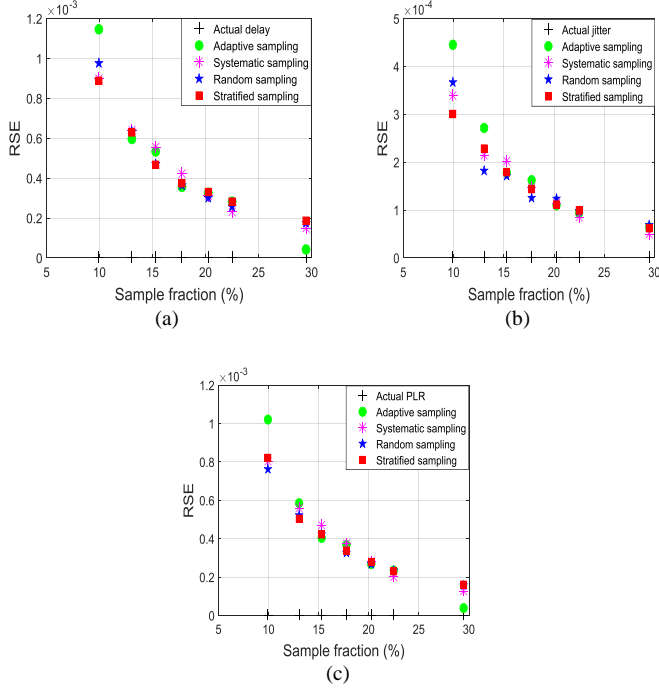 ×10⁻³
1.2
1
0.8
0.6
0.4
0.2
0
RSE
Actual delay
Adaptive sampling
Systematic sampling
Random sampling
Stratified sampling
5 10 15 20 25 30
Sample fraction (%)
(a)
×10⁻⁴
5
4
3
2
1
0
RSE
Actual jitter
Adaptive sampling
Systematic sampling
Random sampling
Stratified sampling
5 10 15 20 25 30
Sample fraction (%)
(b)
×10⁻³
1.2
1
0.8
0.6
0.4
0.2
0
RSE
Actual PLR
Adaptive sampling
Systematic sampling
Random sampling
Stratified sampling
5 10 15 20 25 30
Sample fraction (%)
(c)